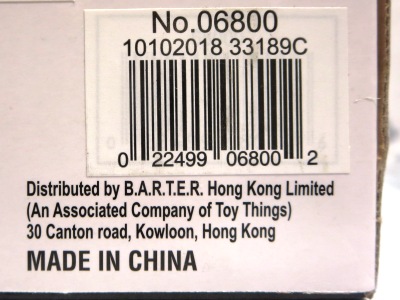 No.06800
10102018 33189C
0 22499 06800 2
Distributed by B.A.R.T.E.R. Hong Kong Limited
(An Associated Company of Toy Things)
30 Canton road, Kowloon, Hong Kong
MADE IN CHINA